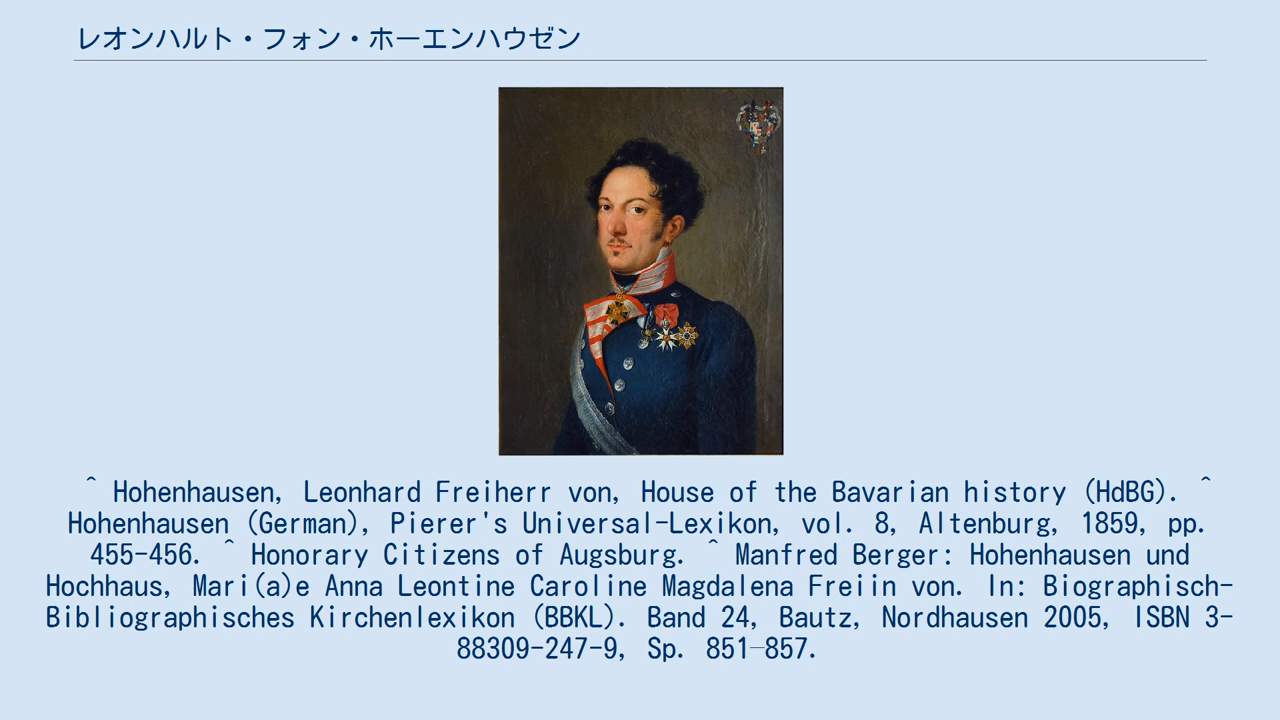 レオンハルト・フォン・ホーエンハウゼン
^ Hohenhausen, Leonhard Freiherr von, House of the Bavarian history (HdBG). ^
Hohenhausen (German), Pierer's Universal-Lexikon, vol. 8, Altenburg, 1859, pp.
455-456. ^ Honorary Citizens of Augsburg. ^ Manfred Berger: Hohenhausen und
Hochhaus, Mari(a)e Anna Leontine Caroline Magdalena Freiin von. In: Biographisch-
Bibliographisches Kirchenlexikon (BBKL). Band 24, Bautz, Nordhausen 2005, ISBN 3-
88309-247-9, Sp. 851–857.